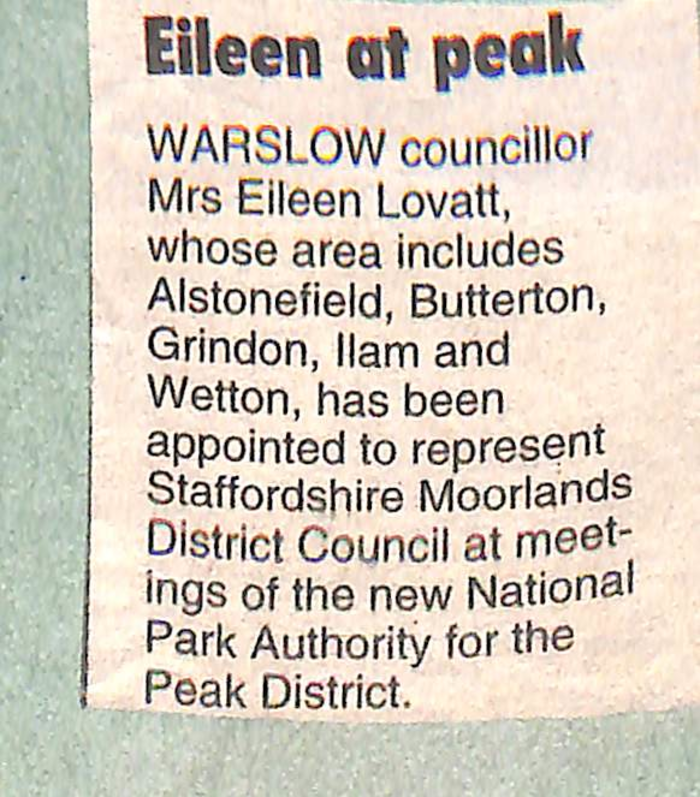 Eileen at peak
WARSLOW councillor
Mrs Eileen Lovatt,
whose area includes
Alstonefield, Butterton,
Grindon, Ilam and
Wetton, has been
appointed to represent
Staffordshire Moorlands
District Council at meet-
ings of the new National
Park Authority for the
Peak District.